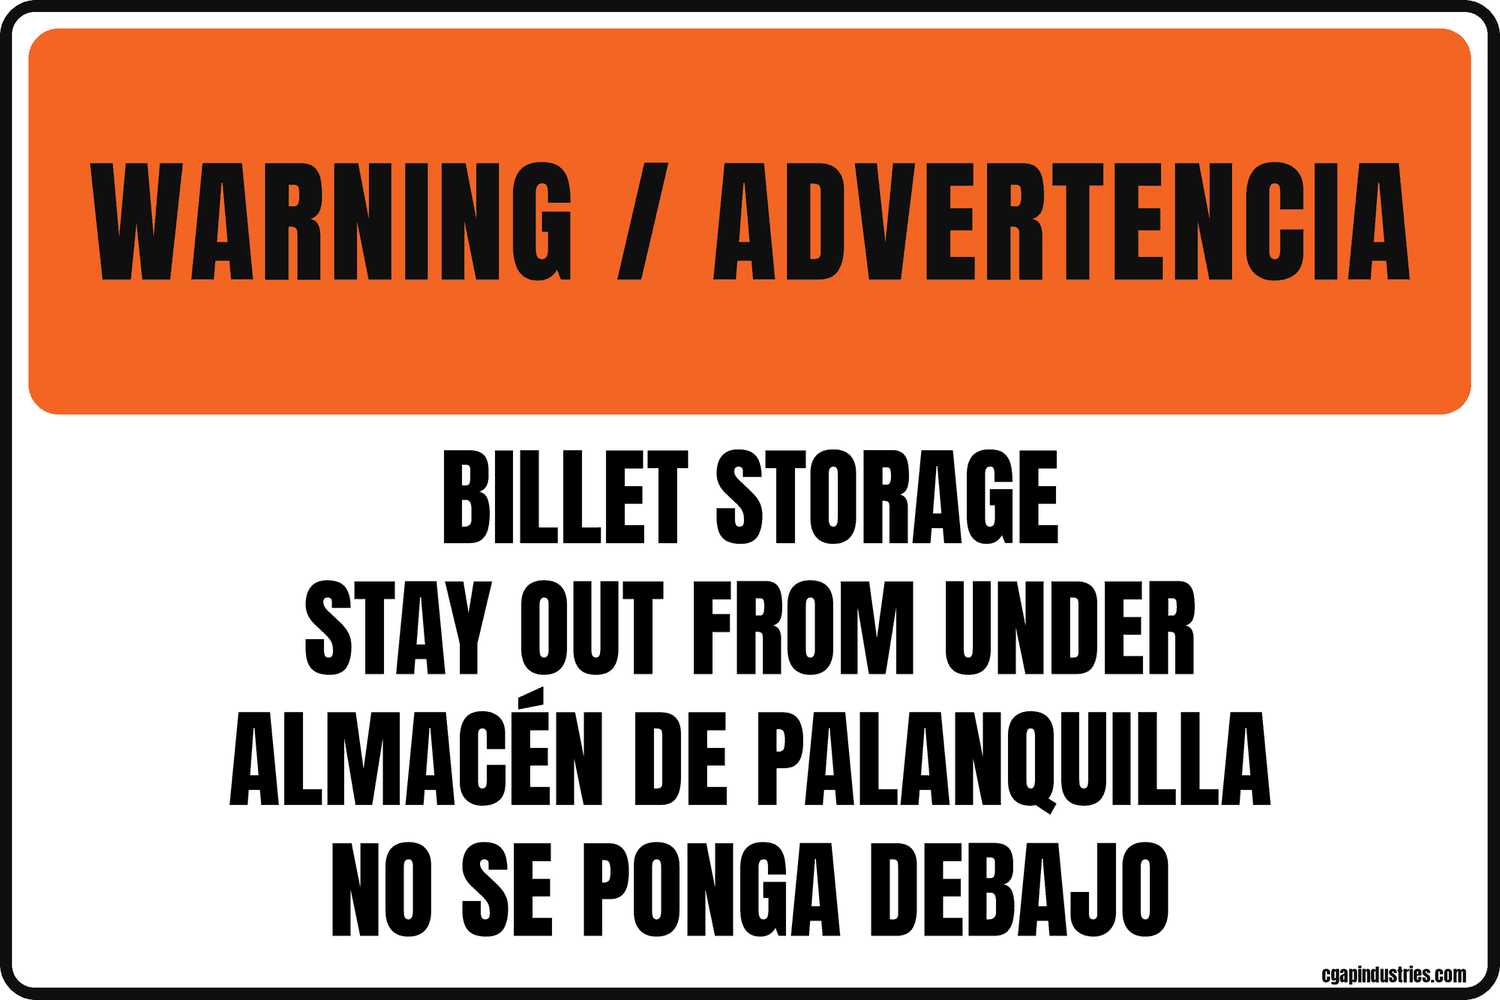 WARNING / ADVERTENCIA
BILLET STORAGE
STAY OUT FROM UNDER
ALMACÉN DE PALANQUILLA
NO SE PONGA DEBAJO
cgapindustries.com